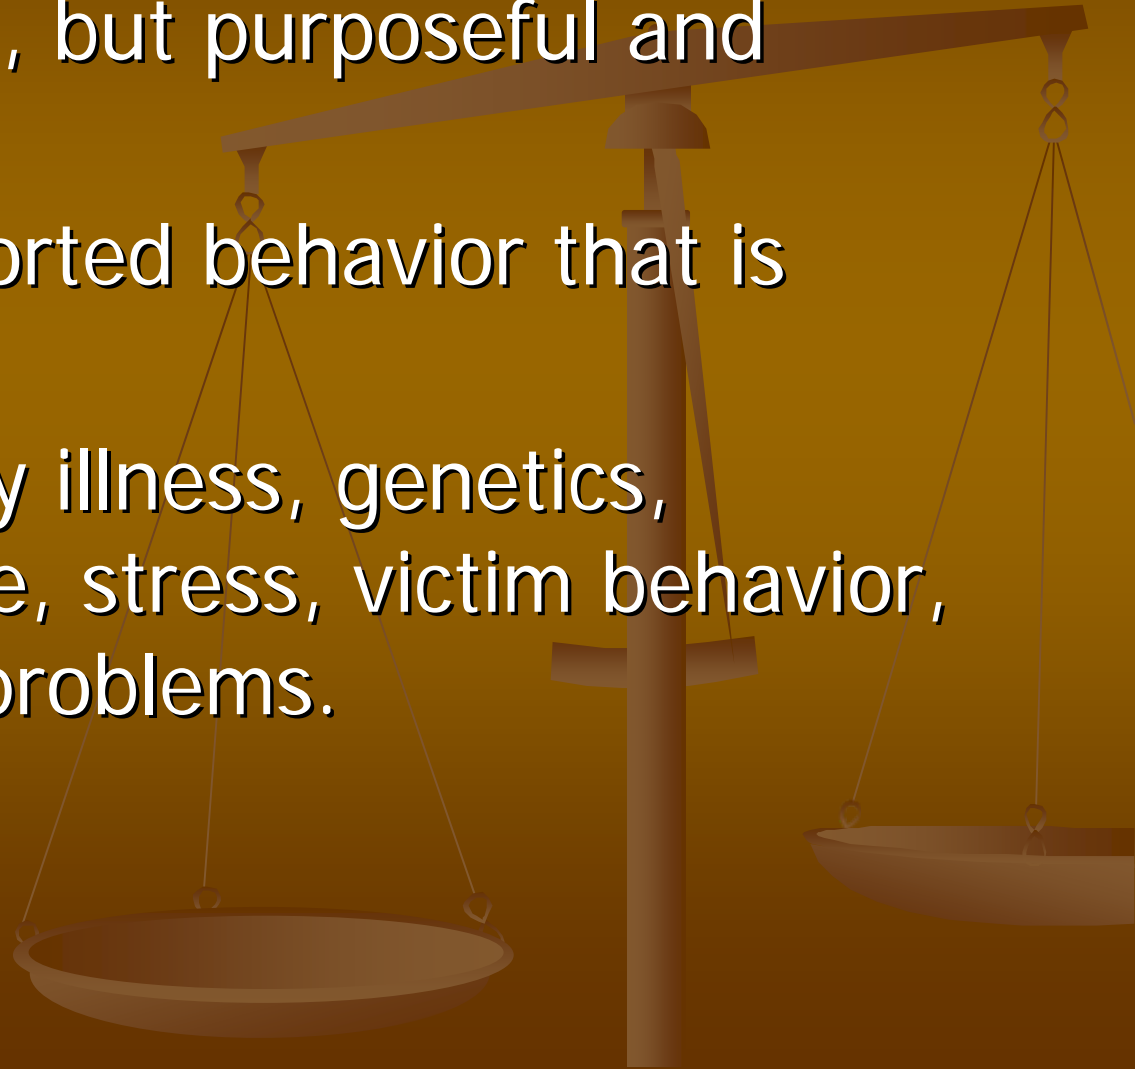 , but purposeful and
orted behavior that is
y illness, genetics,
e, stress, victim behavior,
problems.